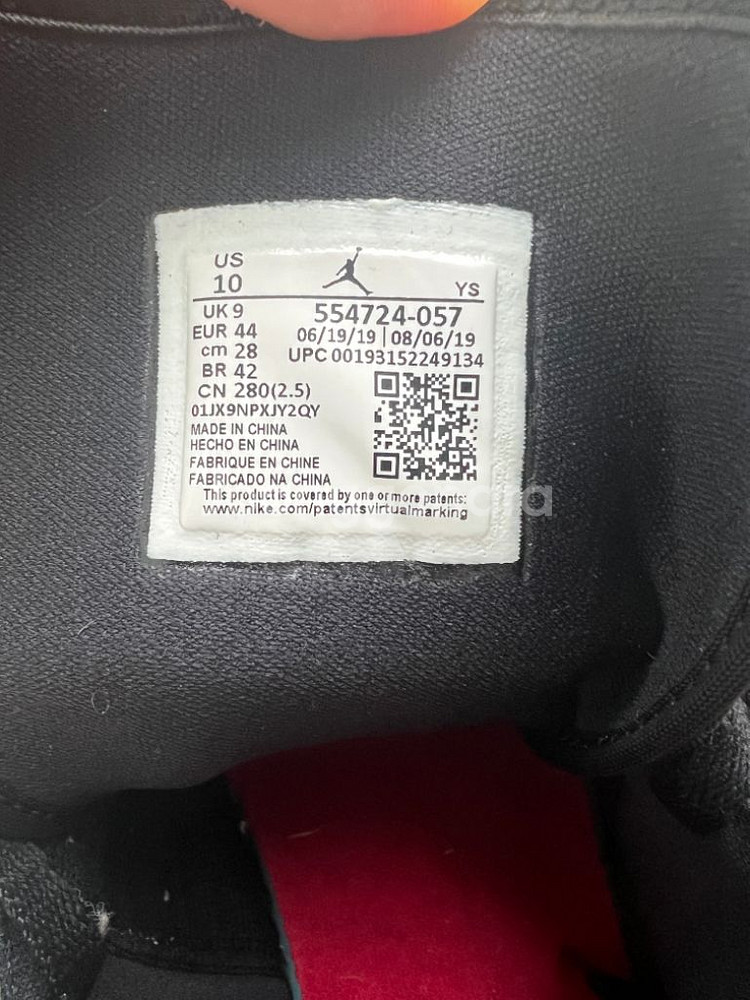 US
10
YS
UK 9
554724-057
EUR 44
06/19/19 | 08/06/19
cm 28
UPC 00193152249134
BR 42
CN 280(2.5)
01JX9NPXJY2QY
MADE IN CHINA
HECHO EN CHINA
FABRIQUE EN CHINE
FABRICADO NA CHINA
This product is covered by one or more patents:
www.nike.com/patentsvirtualmarking